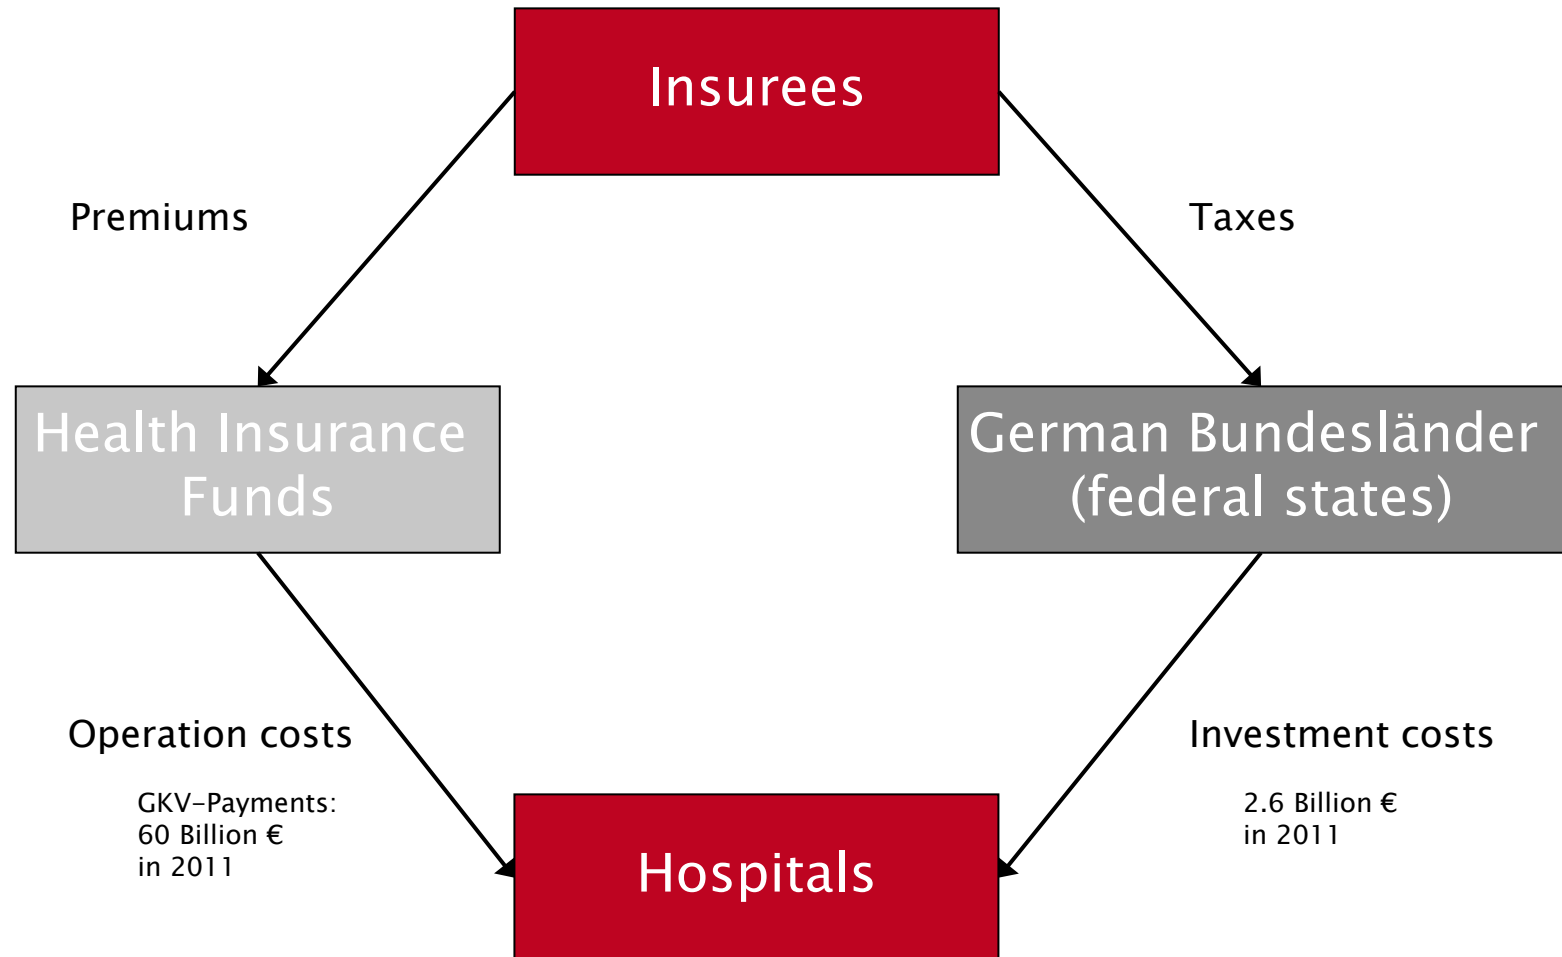 Insurees
Premiums
Taxes
Health Insurance
Funds
German Bundesländer
(federal states)
Operation costs
GKV-Payments:
60 Billion €
in 2011
Investment costs
2.6 Billion €
in 2011
Hospitals